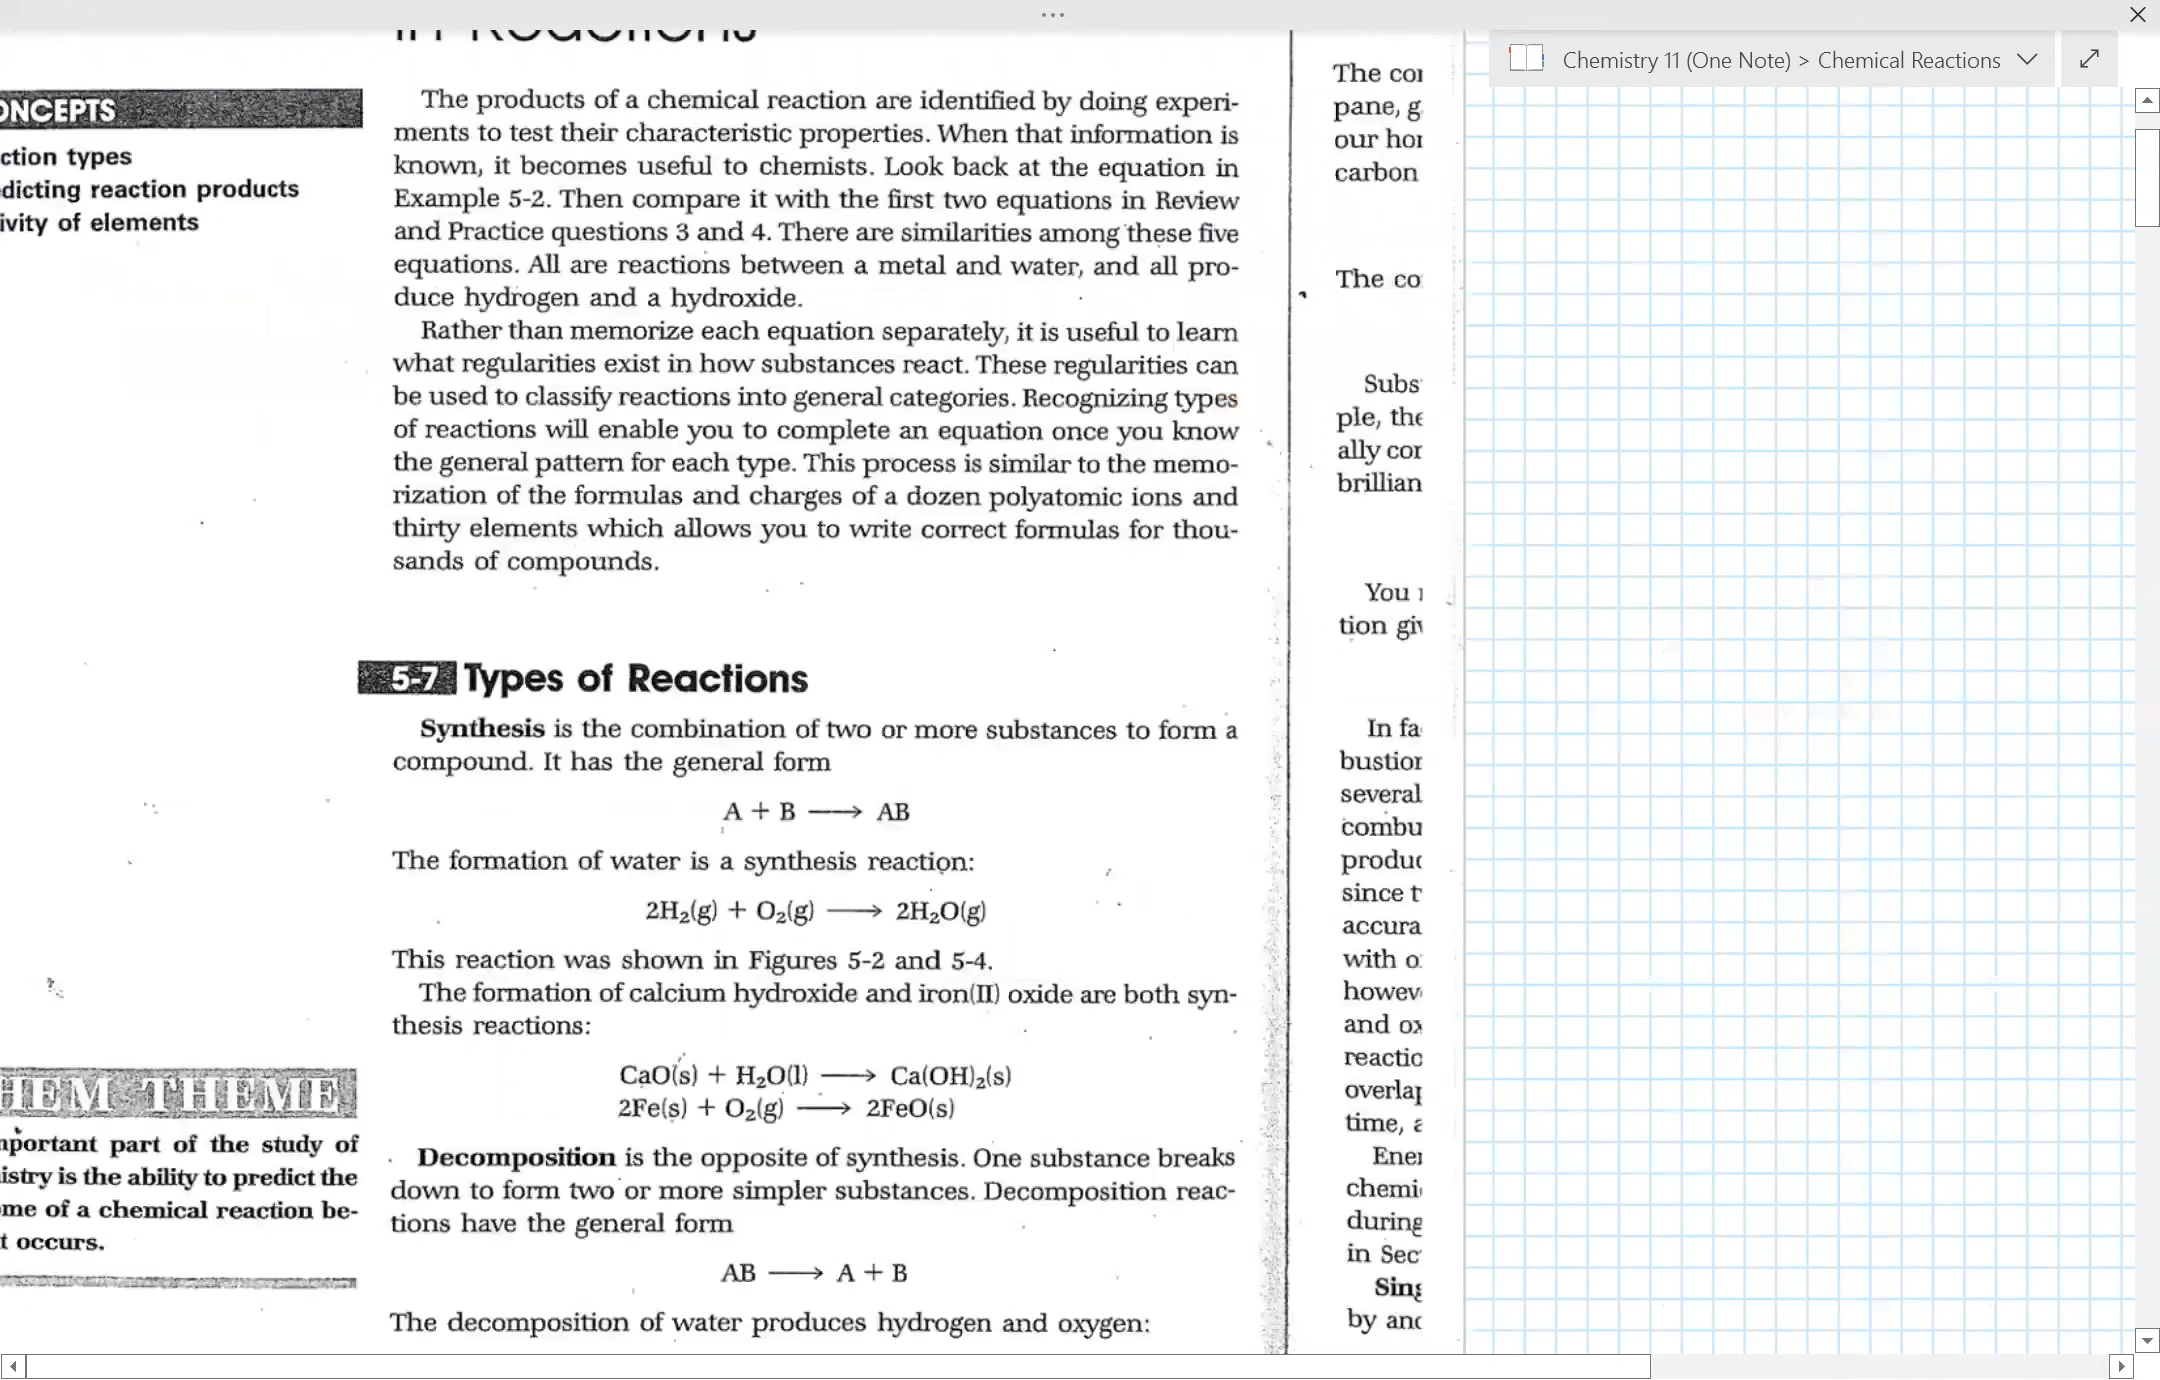 Chemistry 11 (One Note) > Chemical Reactions
ONCEPTS
ction types
dicting reaction products
ivity of elements
in Reactions
The products of a chemical reaction are identified by doing experi-
ments to test their characteristic properties. When that information is
known, it becomes useful to chemists. Look back at the equation in
Example 5-2. Then compare it with the first two equations in Review
and Practice questions 3 and 4. There are similarities among these five
equations. All are reactions between a metal and water, and all pro-
duce hydrogen and a hydroxide.
Rather than memorize each equation separately, it is useful to learn
what regularities exist in how substances react. These regularities can
be used to classify reactions into general categories. Recognizing types
of reactions will enable you to complete an equation once you know
the general pattern for each type. This process is similar to the memo-
rization of the formulas and charges of a dozen polyatomic ions and
thirty elements which allows you to write correct formulas for thou-
sands of compounds.
5-7 Types of Reactions
Synthesis is the combination of two or more substances to form a
compound. It has the general form
A + B ⟶ AB
The formation of water is a synthesis reaction:
2H₂(g) + O₂(g) ⟶ 2H₂O(g)
This reaction was shown in Figures 5-2 and 5-4.
The formation of calcium hydroxide and iron(II) oxide are both syn-
thesis reactions:
CaO(s) + H₂O(l) ⟶ Ca(OH)₂(s)
2Fe(s) + O₂(g) ⟶ 2FeO(s)
Decomposition is the opposite of synthesis. One substance breaks
down to form two or more simpler substances. Decomposition reac-
tions have the general form
AB ⟶ A + B
The decomposition of water produces hydrogen and oxygen:
HEM THEME
mportant part of the study of
istry is the ability to predict the
ome of a chemical reaction be-
t occurs.
The co
pane, g
our ho
carbon
The co
Subs
ple, the
ally cor
brillian
You
tion giv
In fa
bustion
several
combu
produc
since t
accura
with o
howev
and ox
reactio
overlap
time, a
Ener
chemi
during
in Sec
Sing
by anc